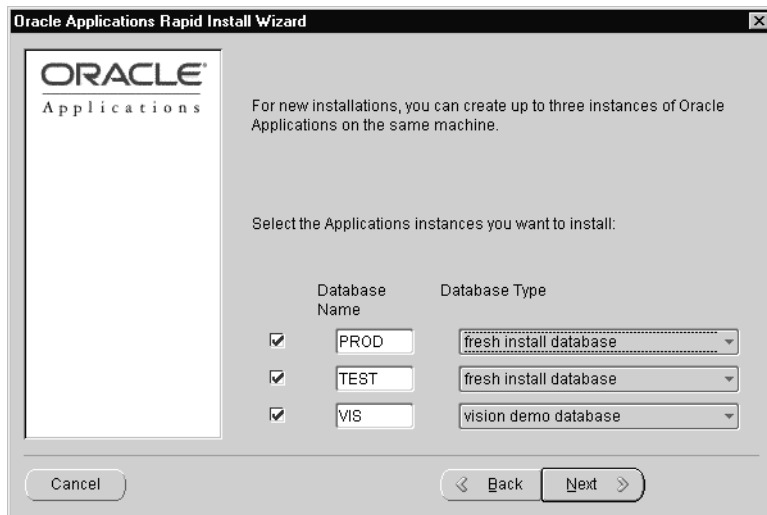 Oracle Applications Rapid Install Wizard
ORACLE
Applications
For new installations, you can create up to three instances of Oracle
Applications on the same machine.
Select the Applications instances you want to install:
Database
Name
Database Type
PROD
fresh install database
TEST
fresh install database
VIS
vision demo database
Cancel
Back
Next